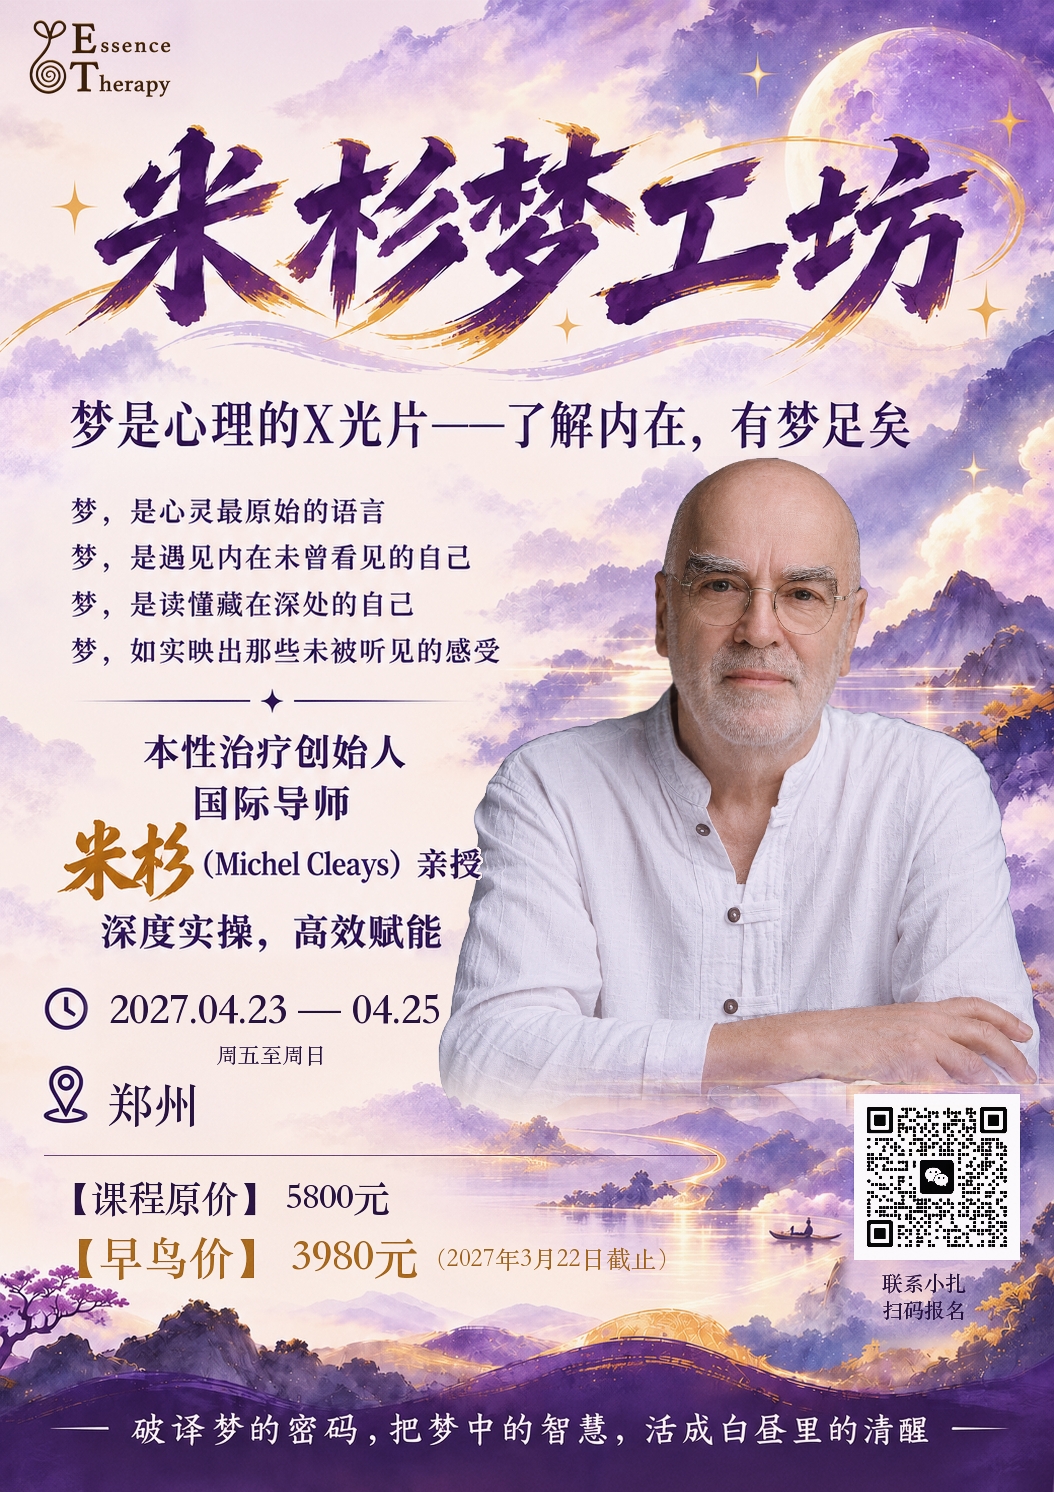 Essence
Therapy
米杉梦工坊
梦是心理的X光片——了解内在，有梦足矣
梦，是心灵最原始的语言
梦，是遇见内在未曾看见的自己
梦，是读懂藏在深处的自己
梦，如实映出那些未被听见的感受
本性治疗创始人
国际导师
米杉（Michel Cleays）亲授
深度实操，高效赋能
2027.04.23 — 04.25
周五至周日
郑州
【课程原价】 5800元
【早鸟价】 3980元（2027年3月22日截止）
联系小扎
扫码报名
破译梦的密码，把梦中的智慧，活成白昼里的清醒